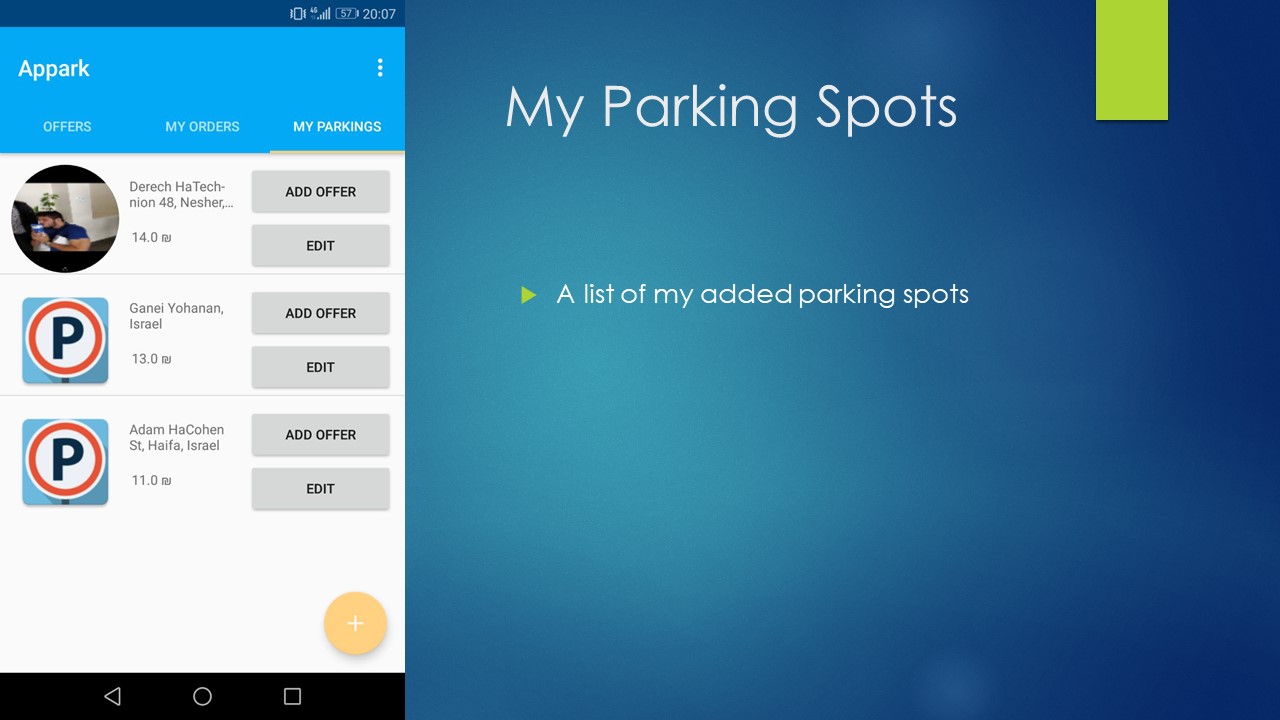 57 20:07
Appark
OFFERS MY ORDERS MY PARKINGS
Derech HaTech-
nion 48, Nesher,...
14.0 ₪
ADD OFFER
EDIT
P
Ganei Yohanan,
Israel
13.0 ₪
ADD OFFER
EDIT
P
Adam HaCohen
St, Haifa, Israel
11.0 ₪
ADD OFFER
EDIT
+
My Parking Spots
A list of my added parking spots